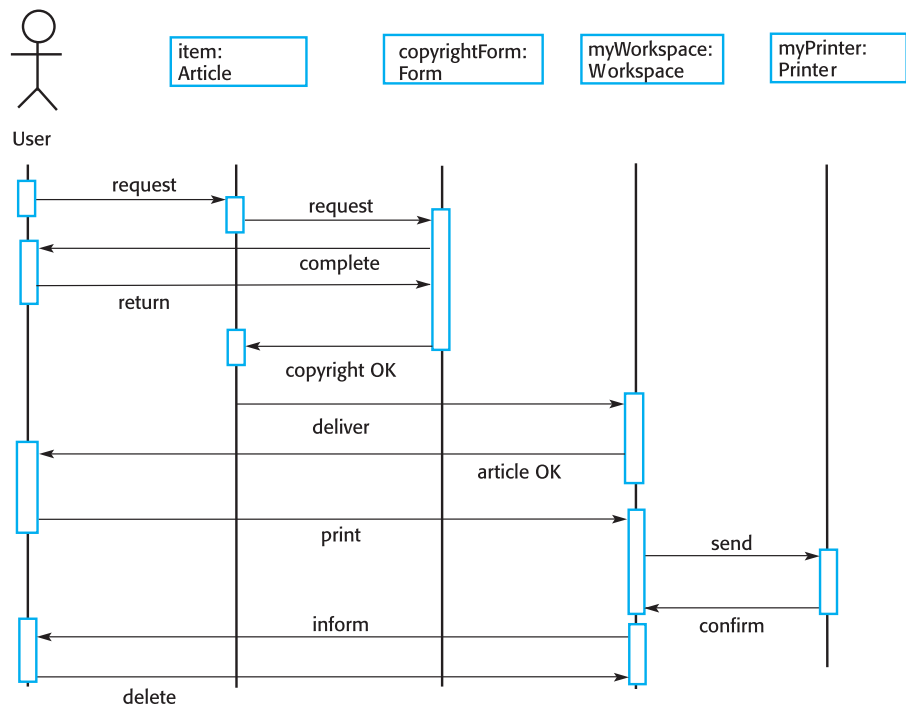 item:
Article
copyrightForm:
Form
myWorkspace:
Workspace
myPrinter:
Printer
User
request
request
complete
return
copyright OK
deliver
article OK
print
send
confirm
inform
delete